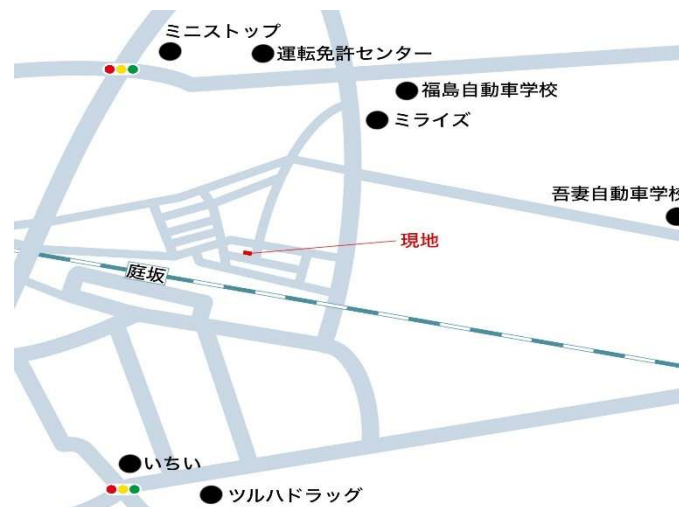 ミニストップ
運転免許センター
福島自動車学校
ミライズ
吾妻自動車学校
現地
庭坂
いちい
ツルハドラッグ